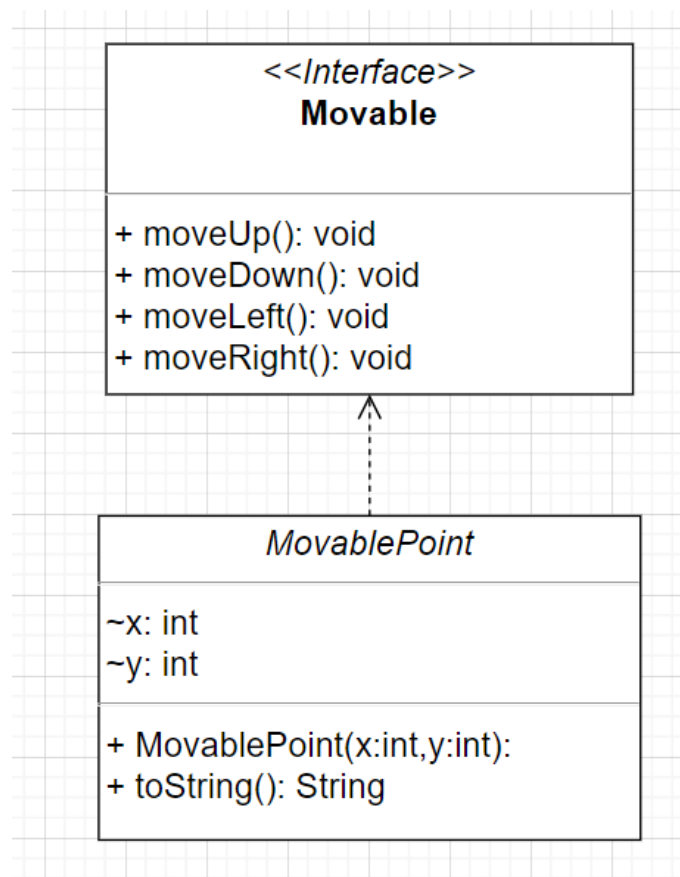 <<Interface>>
Movable
+ moveUp(): void
+ moveDown(): void
+ moveLeft(): void
+ moveRight(): void
MovablePoint
~x: int
~y: int
+ MovablePoint(x:int,y:int):
+ toString(): String